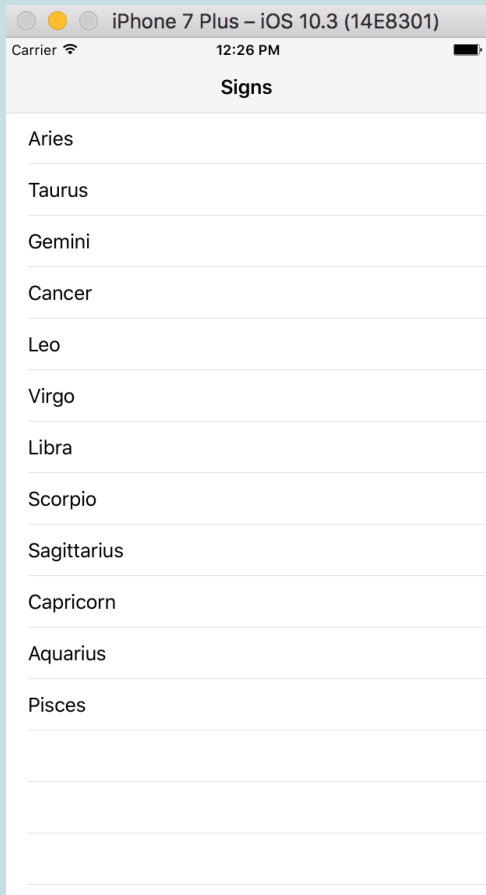 iPhone 7 Plus – iOS 10.3 (14E8301)
Carrier 12:26 PM
Signs
Aries
Taurus
Gemini
Cancer
Leo
Virgo
Libra
Scorpio
Sagittarius
Capricorn
Aquarius
Pisces